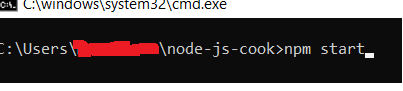 C:\windows\system32\cmd.exe
C:\Users\ \node-js-cook>npm start